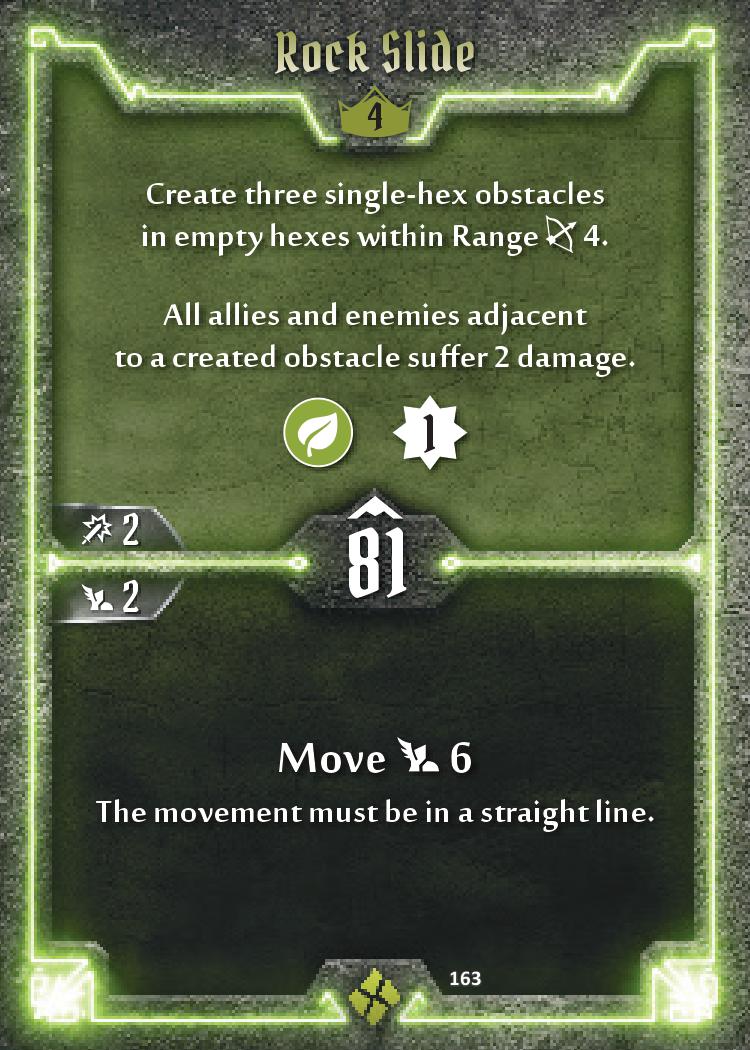 Rock Slide
4
Create three single-hex obstacles
in empty hexes within Range 4.
All allies and enemies adjacent
to a created obstacle suffer 2 damage.
1
2
81
2
Move 6
The movement must be in a straight line.
163